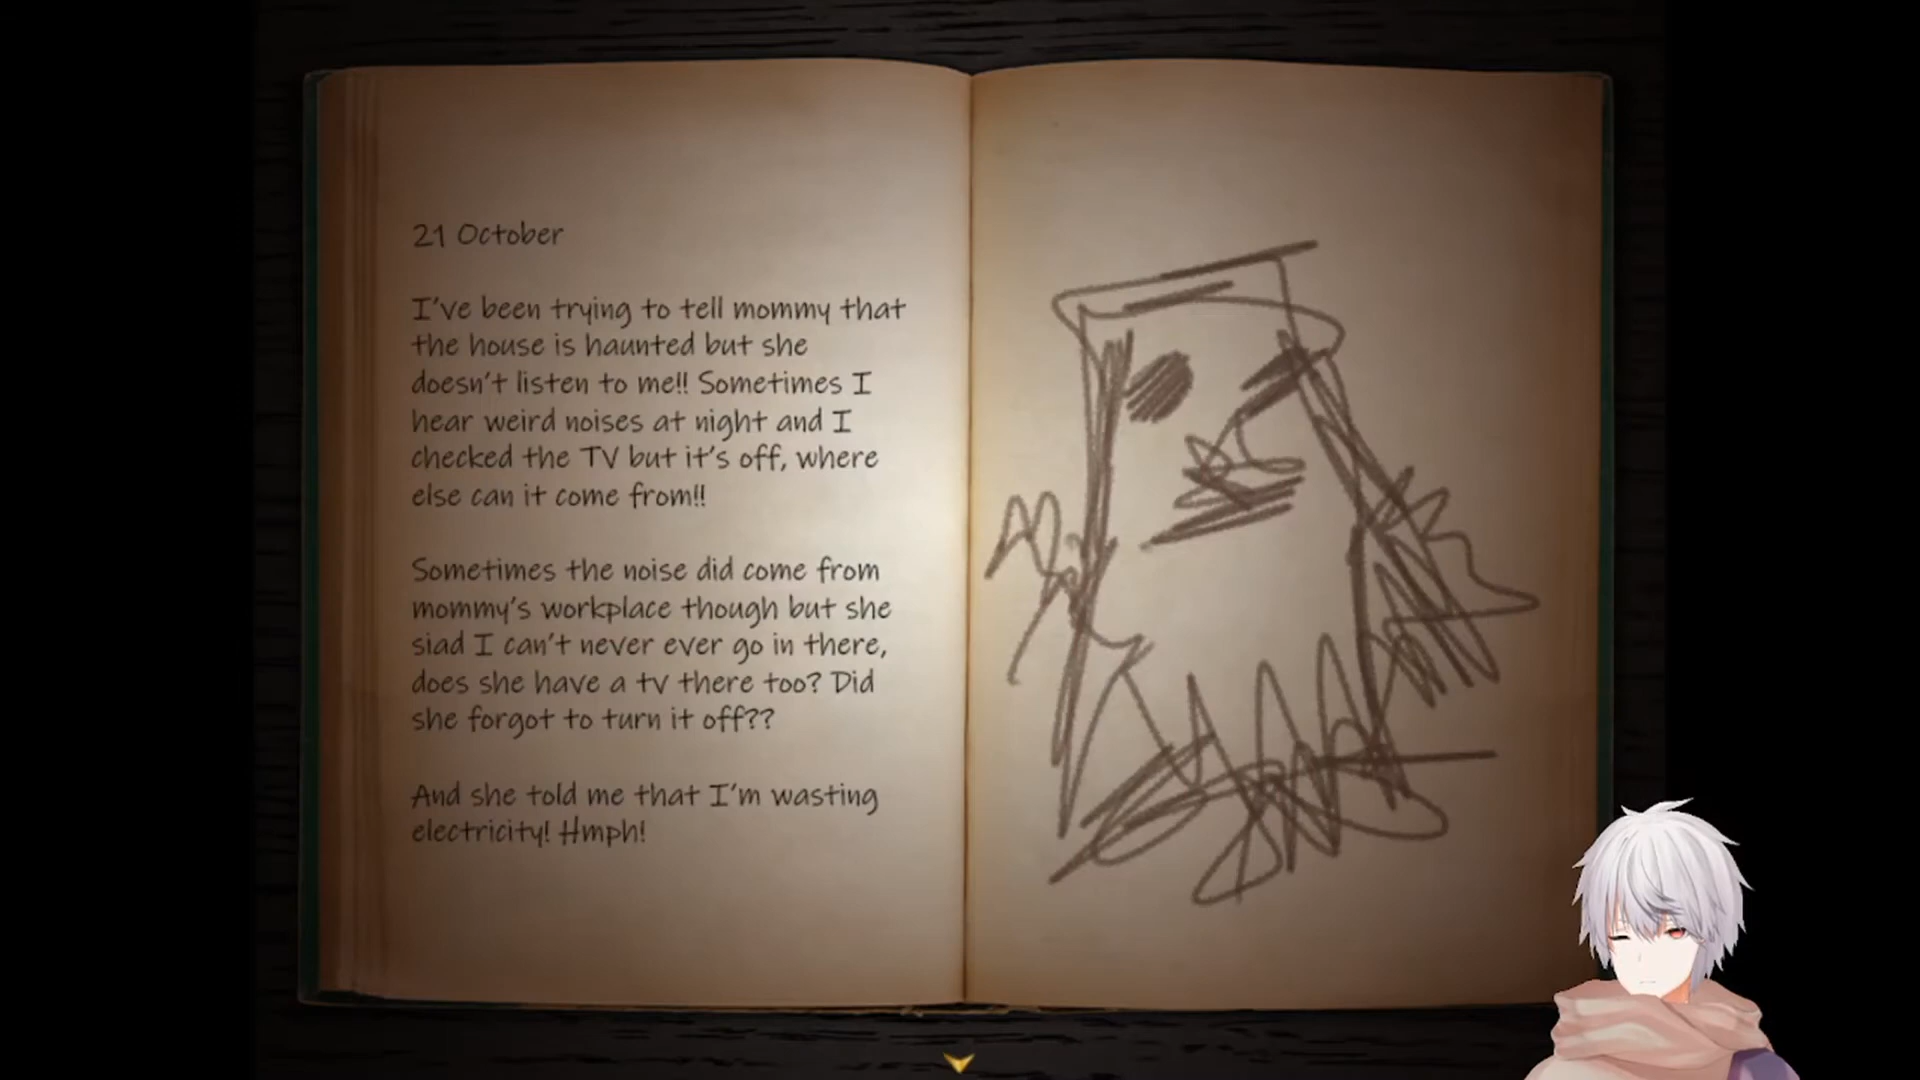 21 October
I've been trying to tell mommy that
the house is haunted but she
doesn't listen to me!! Sometimes I
hear weird noises at night and I
checked the TV but it's off, where
else can it come from!!
Sometimes the noise did come from
mommy's workplace though but she
siad I can't never ever go in there,
does she have a tv there too? Did
she forgot to turn it off??
And she told me that I'm wasting
electricity! Hmph!